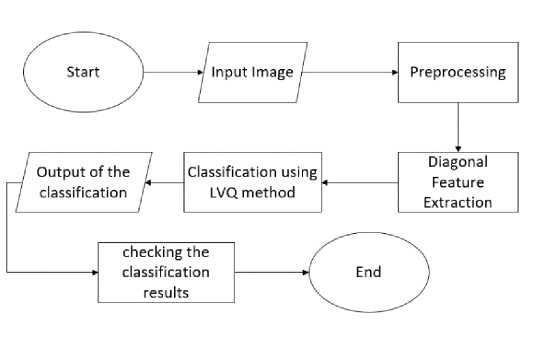 Start
Input Image
Preprocessing
Diagonal
Feature
Extraction
Classification using
LVQ method
Output of the
classification
checking the
classification
results
End